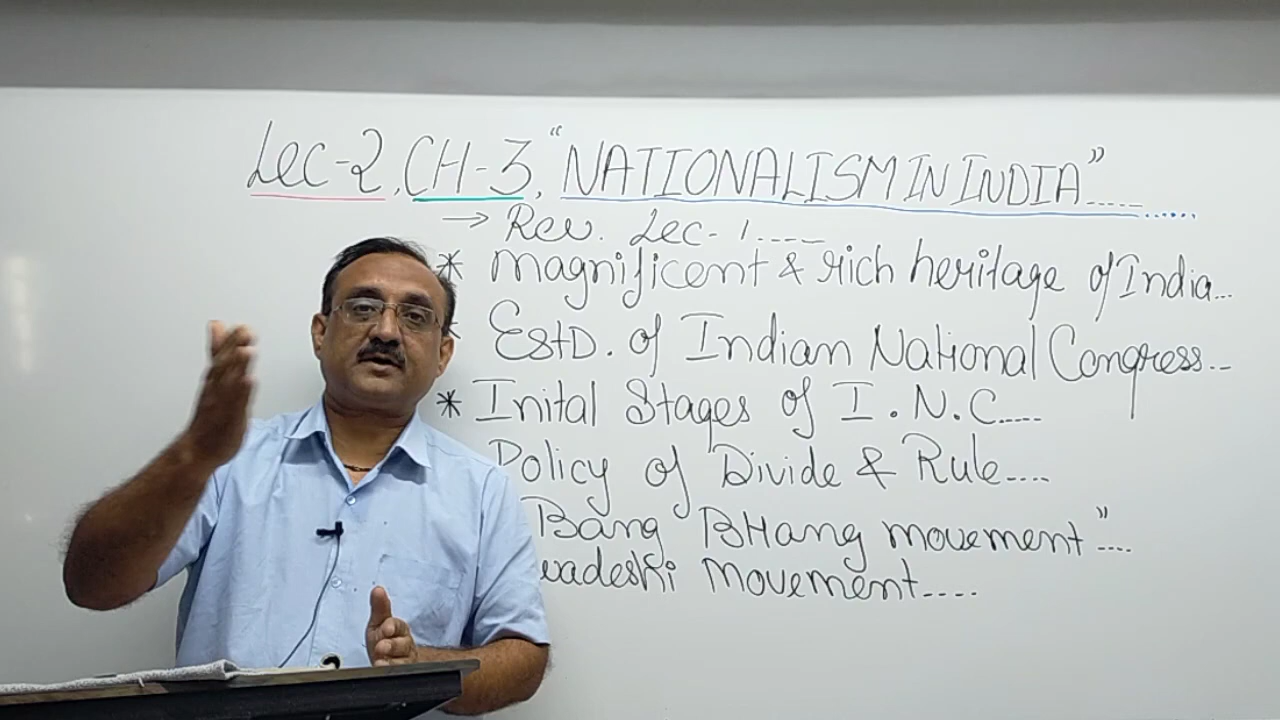 Lec-2, CH-3, "NATIONALISM IN INDIA".....
→ Rev. Lec-1.....
* Magnificent & rich heritage of India...
* EstD. of Indian National Congress...
* Inital Stages of I.N.C.....
Policy of Divide & Rule....
Bang BHang movement"....
wadeshi Movement....